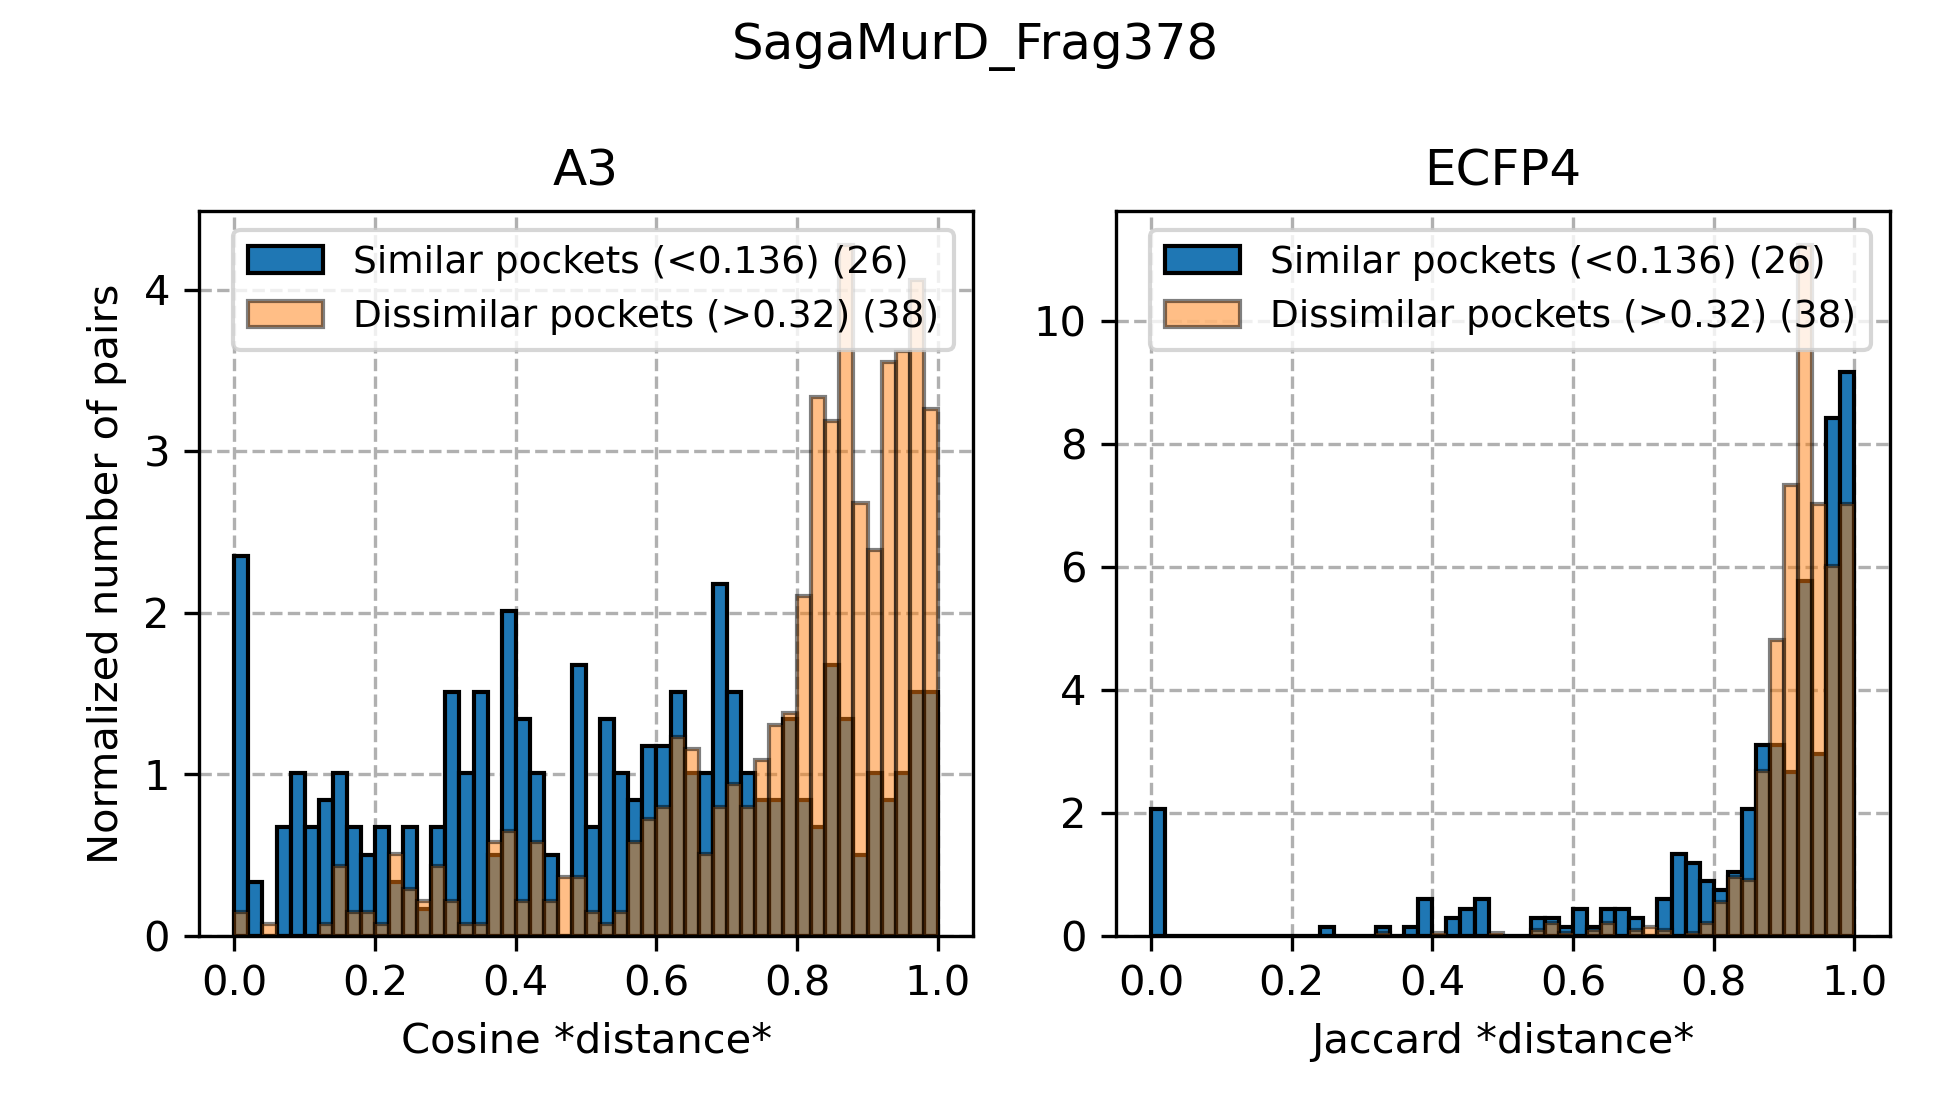 SagaMurD_Frag378
A3
Similar pockets (<0.136) (26)
Dissimilar pockets (>0.32) (38)
Normalized number of pairs
4
3
2
1
0
0.0 0.2 0.4 0.6 0.8 1.0
Cosine *distance*
ECFP4
Similar pockets (<0.136) (26)
Dissimilar pockets (>0.32) (38)
10
8
6
4
2
0
0.0 0.2 0.4 0.6 0.8 1.0
Jaccard *distance*